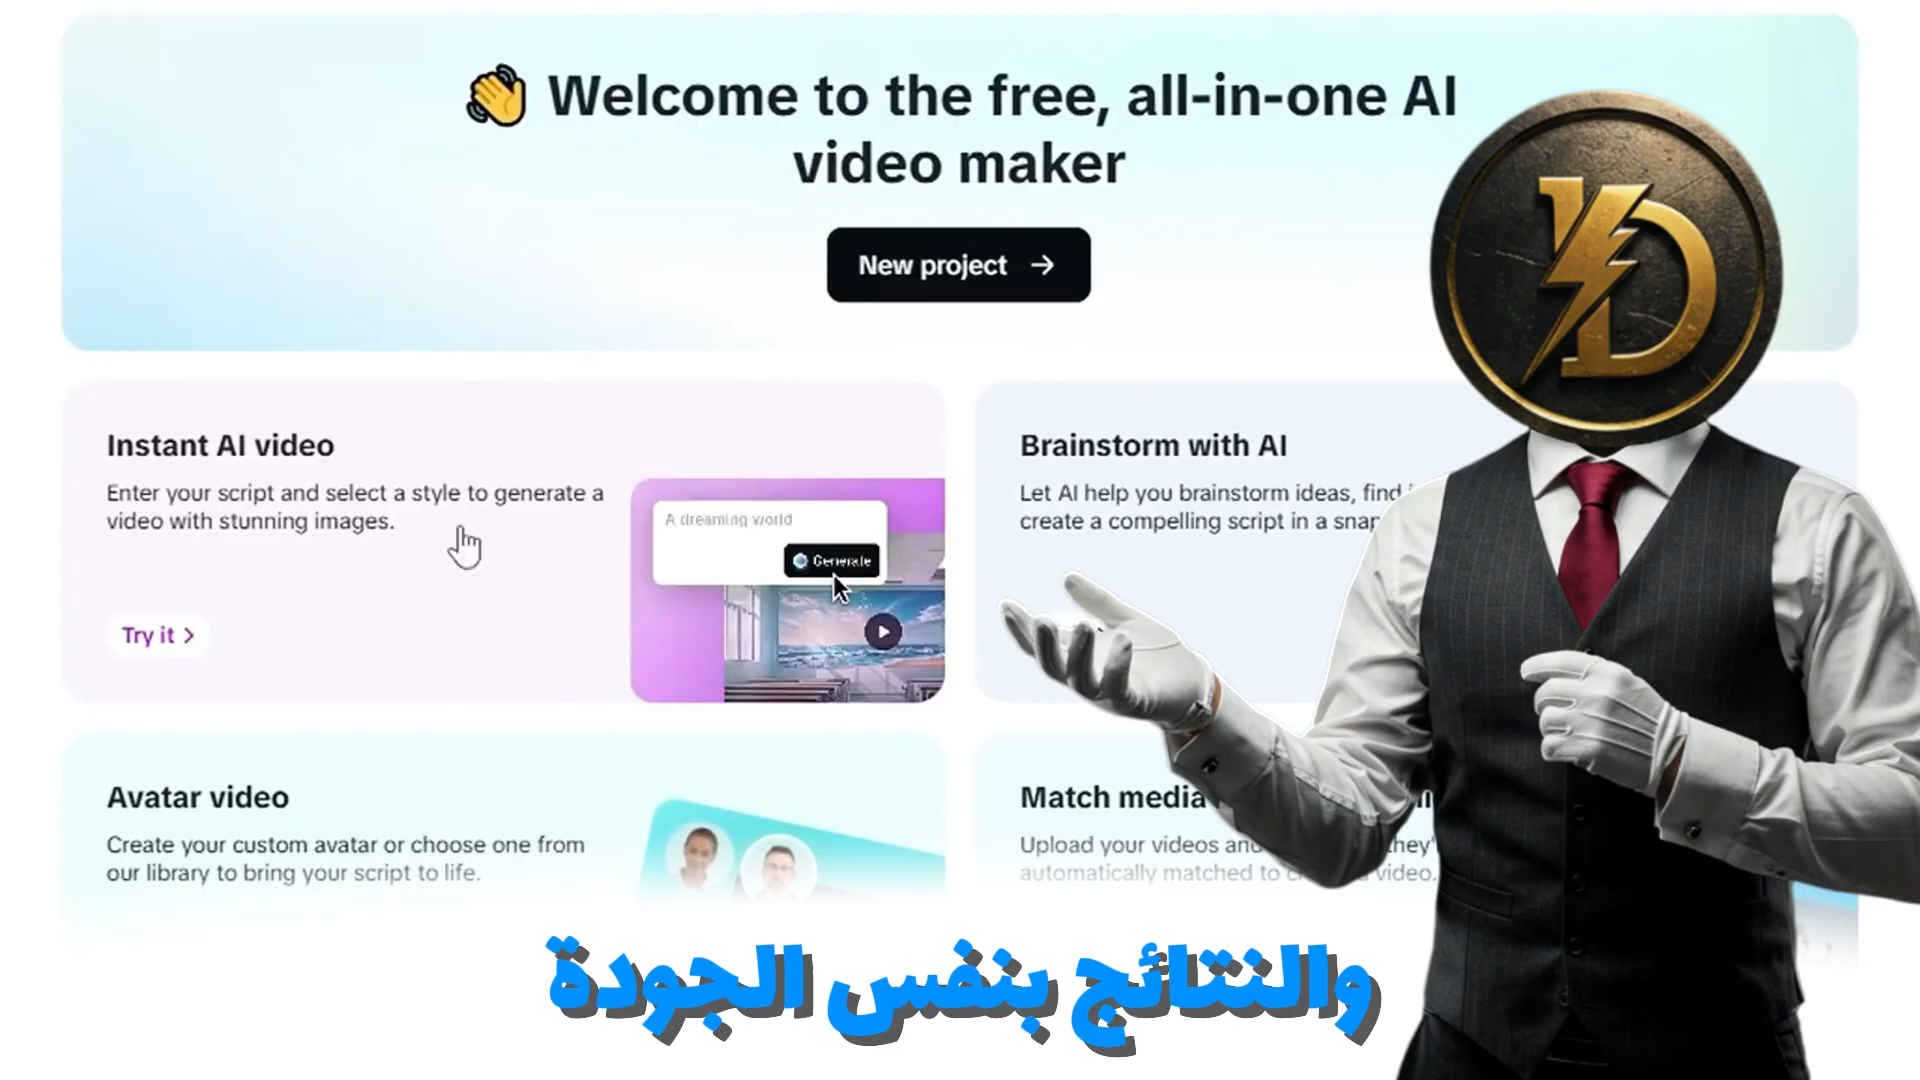 👋 Welcome to the free, all-in-one AI
video maker
New project →
Instant AI video
Enter your script and select a style to generate a
video with stunning images.
Try it >
A dreaming world
Generate
Brainstorm with AI
Let AI help you brainstorm ideas, find
create a compelling script in a snap
Avatar video
Create your custom avatar or choose one from
our library to bring your script to life.
Match media
Upload your videos and they'
automatically matched to video.
والنتائج بنفس الجودة
D